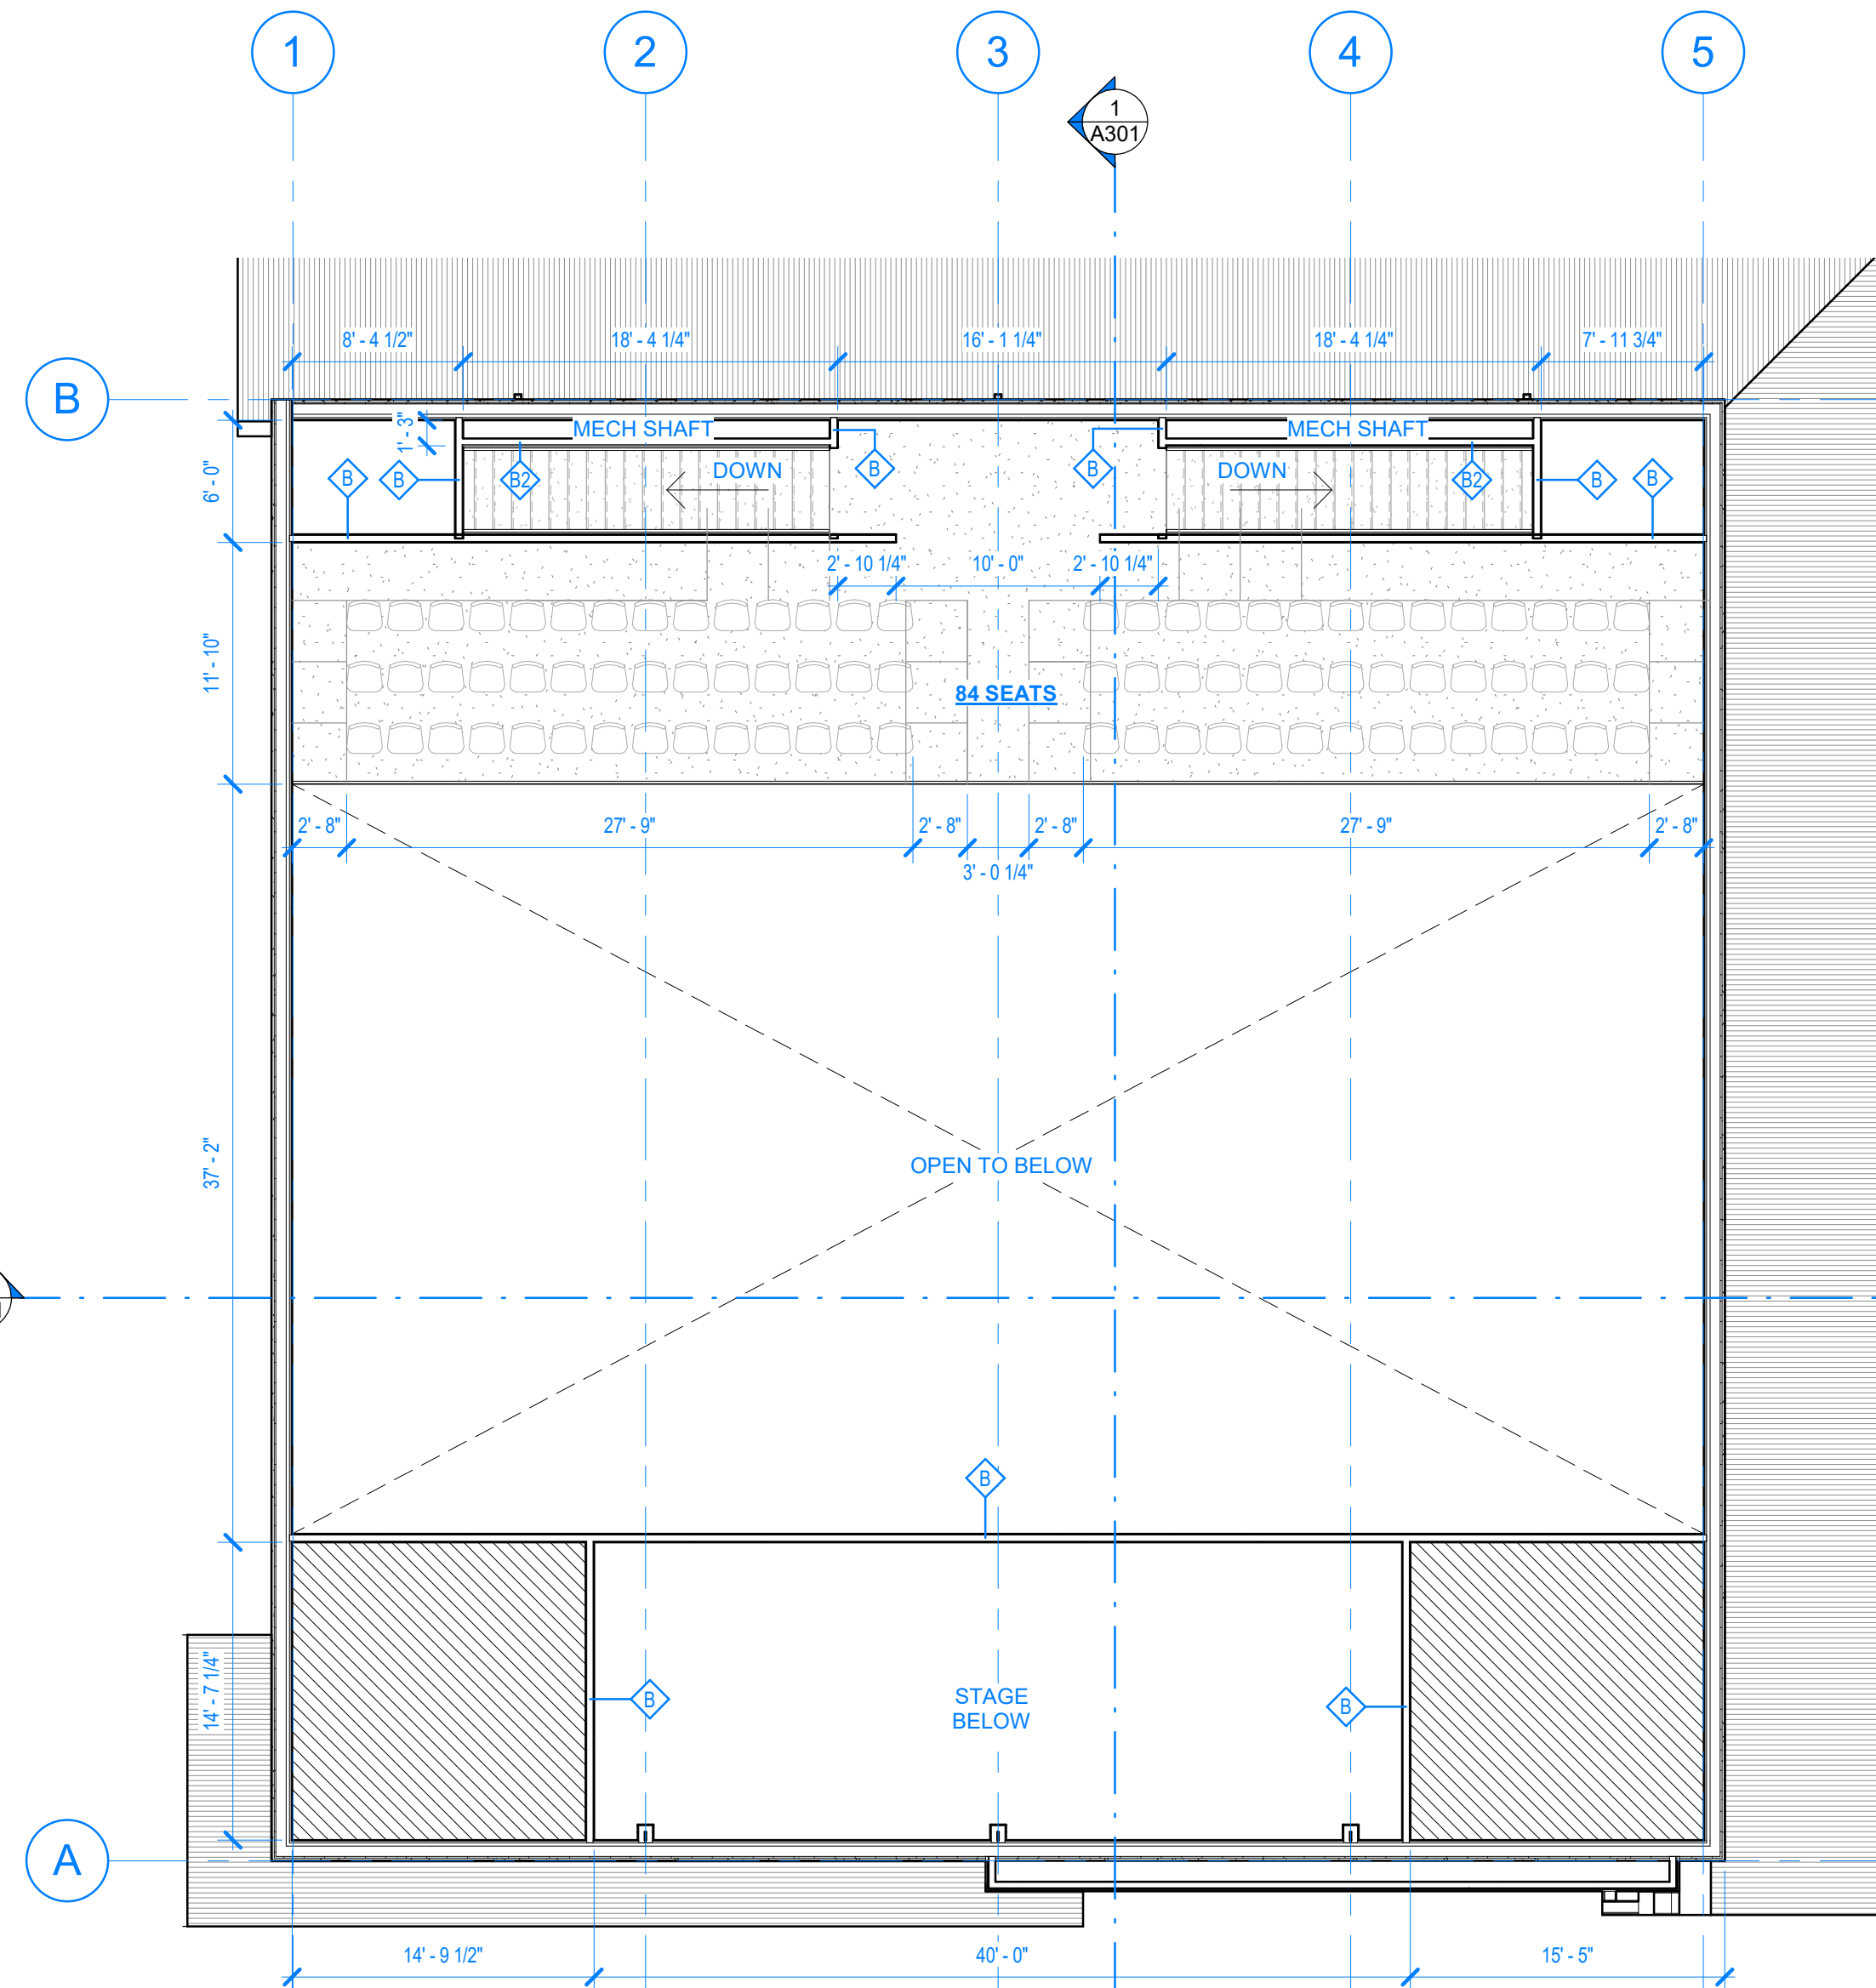 1
2
3
4
5
1
A301
8' - 4 1/2"
18' - 4 1/4"
16' - 1 1/4"
18' - 4 1/4"
7' - 11 3/4"
B
1' - 3"
MECH SHAFT
MECH SHAFT
DOWN
DOWN
B
B
B2
B
B
B2
B
B
6' - 0"
2' - 10 1/4"
10' - 0"
2' - 10 1/4"
11' - 10"
84 SEATS
2' - 8"
27' - 9"
2' - 8"
2' - 8"
27' - 9"
2' - 8"
3' - 0 1/4"
37' - 2"
OPEN TO BELOW
B
14' - 7 1/4"
B
STAGE
BELOW
B
A
14' - 9 1/2"
40' - 0"
15' - 5"